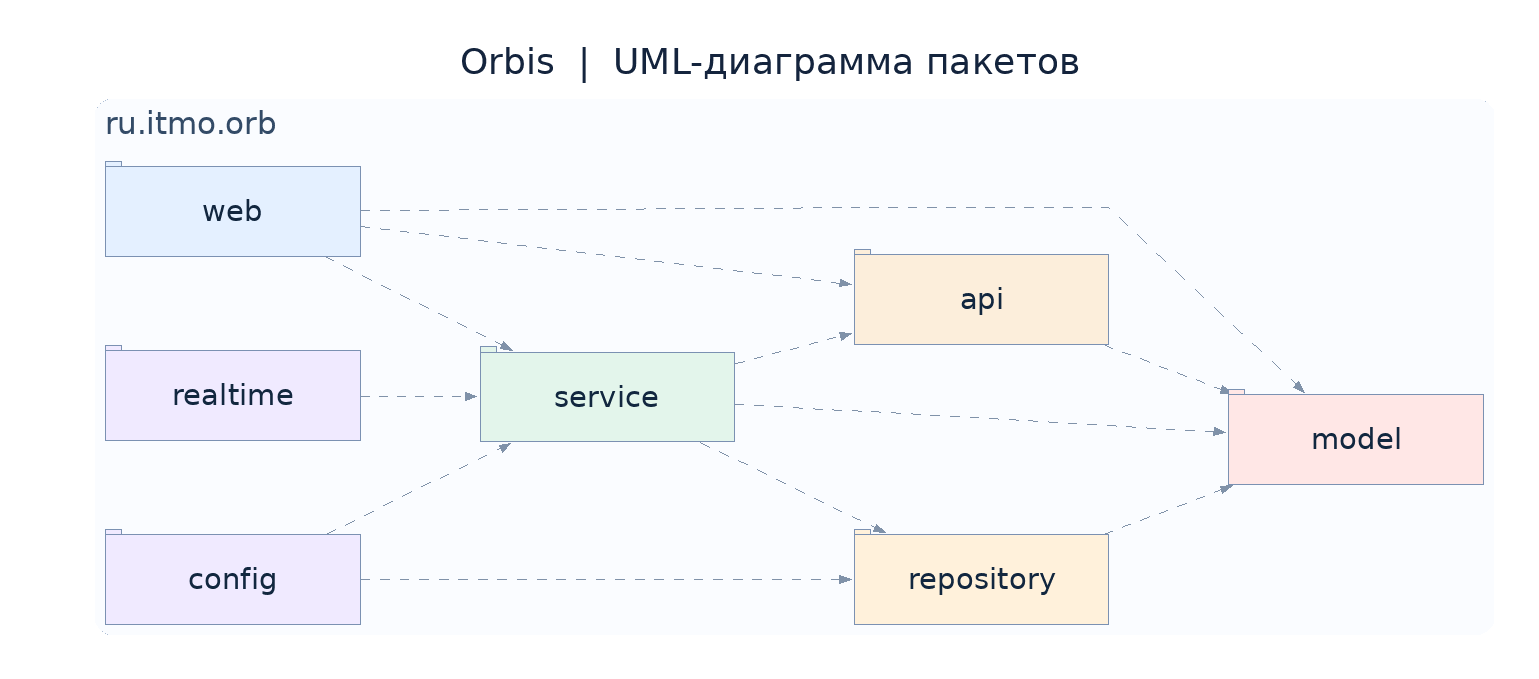 Orbis | UML-диаграмма пакетов
ru.itmo.orb
web
api
realtime
service
model
config
repository